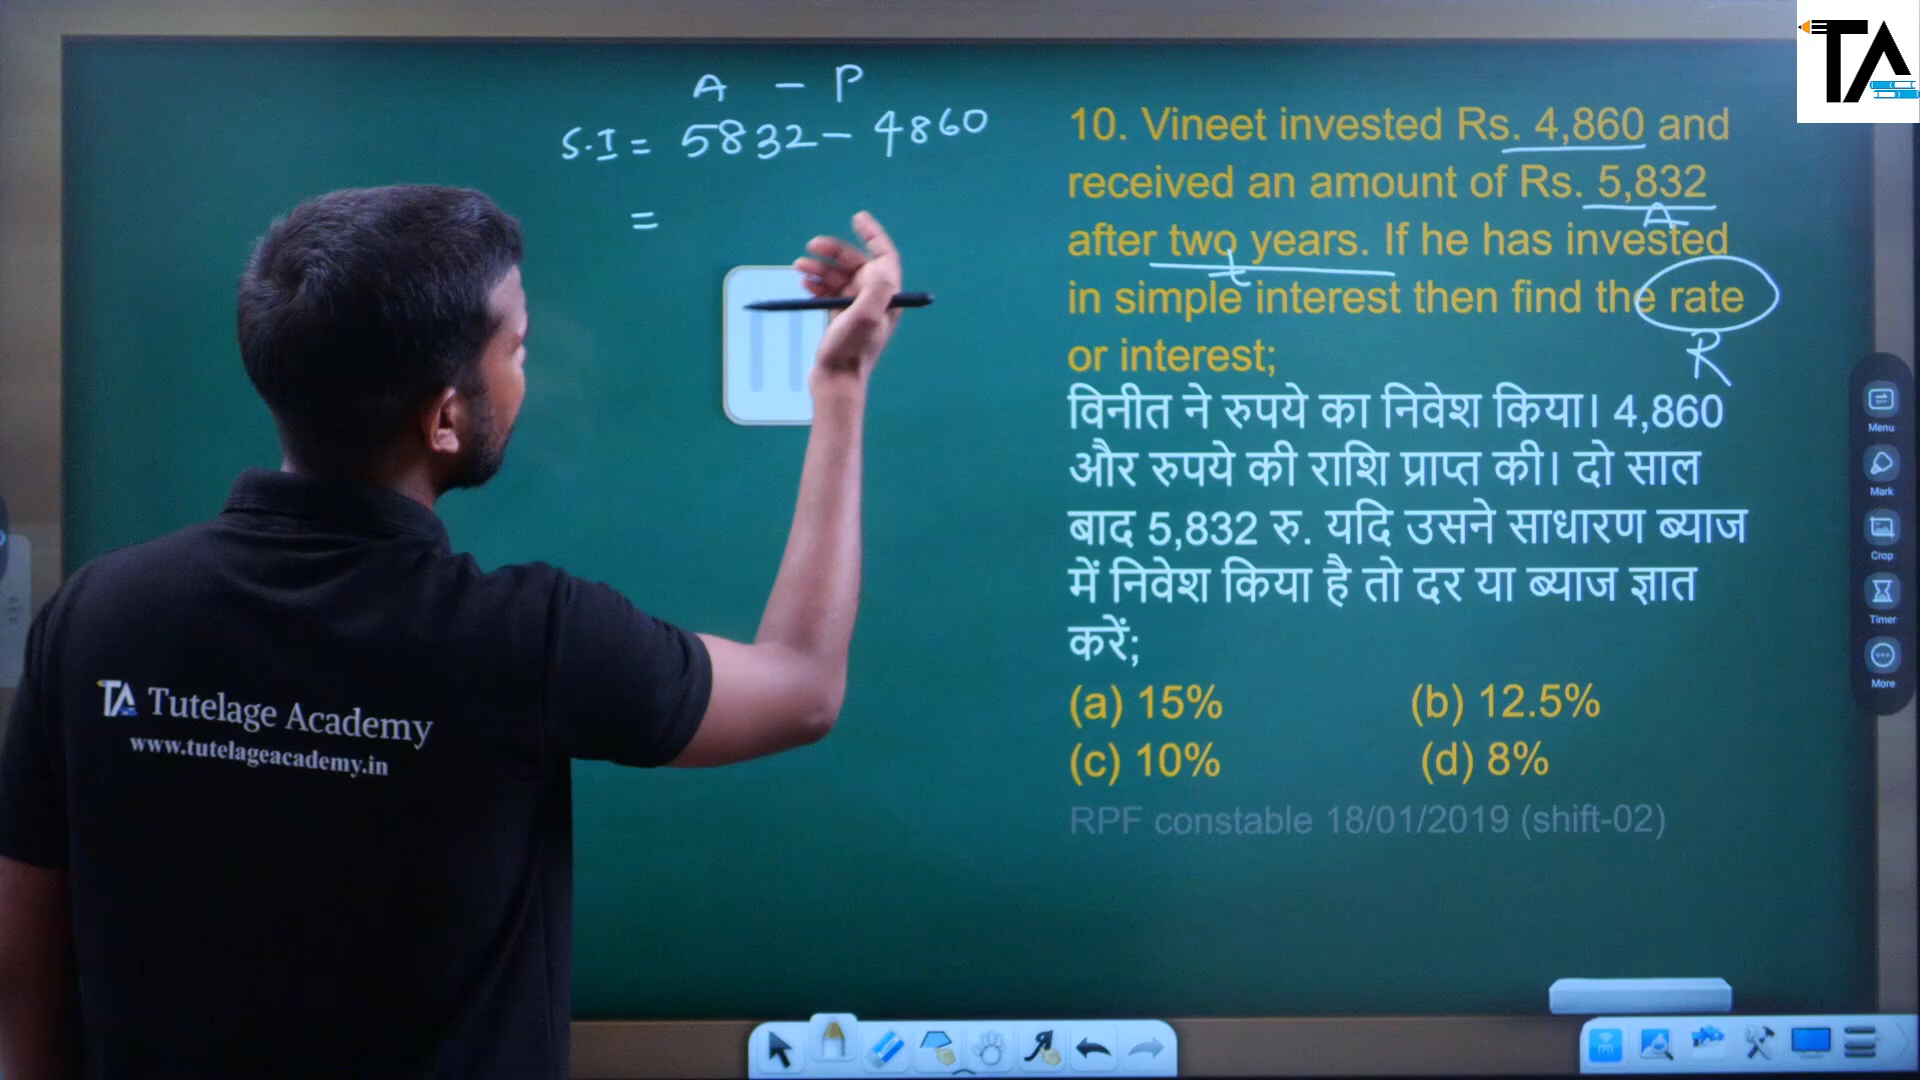 TA
A - P
S.I = 5832 - 4860
=
10. Vineet invested Rs. 4,860 and
received an amount of Rs. 5,832
A
after two years. If he has invested
t
in simple interest then find the rate
R
or interest;
विनीत ने रुपये का निवेश किया। 4,860
और रुपये की राशि प्राप्त की। दो साल
बाद 5,832 रु. यदि उसने साधारण ब्याज
में निवेश किया है तो दर या ब्याज ज्ञात
करें;
(a) 15% (b) 12.5%
(c) 10% (d) 8%
RPF constable 18/01/2019 (shift-02)
Menu
Mark
Crop
Timer
More
TA Tutelage Academy
www.tutelageacademy.in